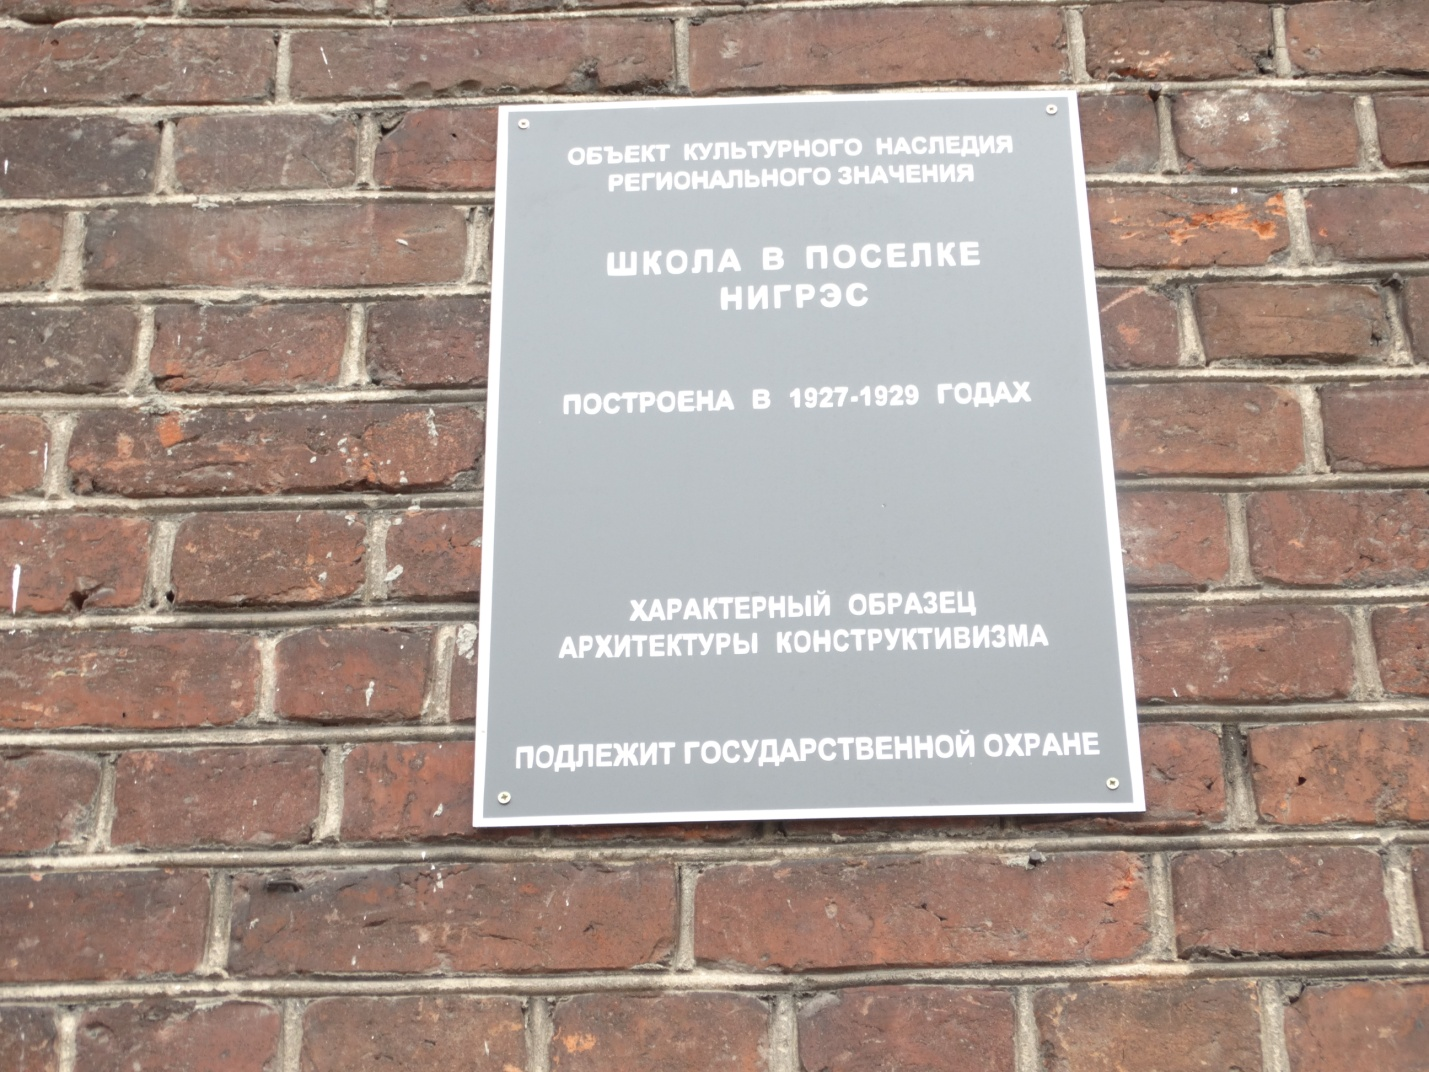 ОБЪЕКТ КУЛЬТУРНОГО НАСЛЕДИЯ
РЕГИОНАЛЬНОГО ЗНАЧЕНИЯ
ШКОЛА В ПОСЕЛКЕ
НИГРЭС
ПОСТРОЕНА В 1927-1929 ГОДАХ
ХАРАКТЕРНЫЙ ОБРАЗЕЦ
АРХИТЕКТУРЫ КОНСТРУКТИВИЗМА
ПОДЛЕЖИТ ГОСУДАРСТВЕННОЙ ОХРАНЕ